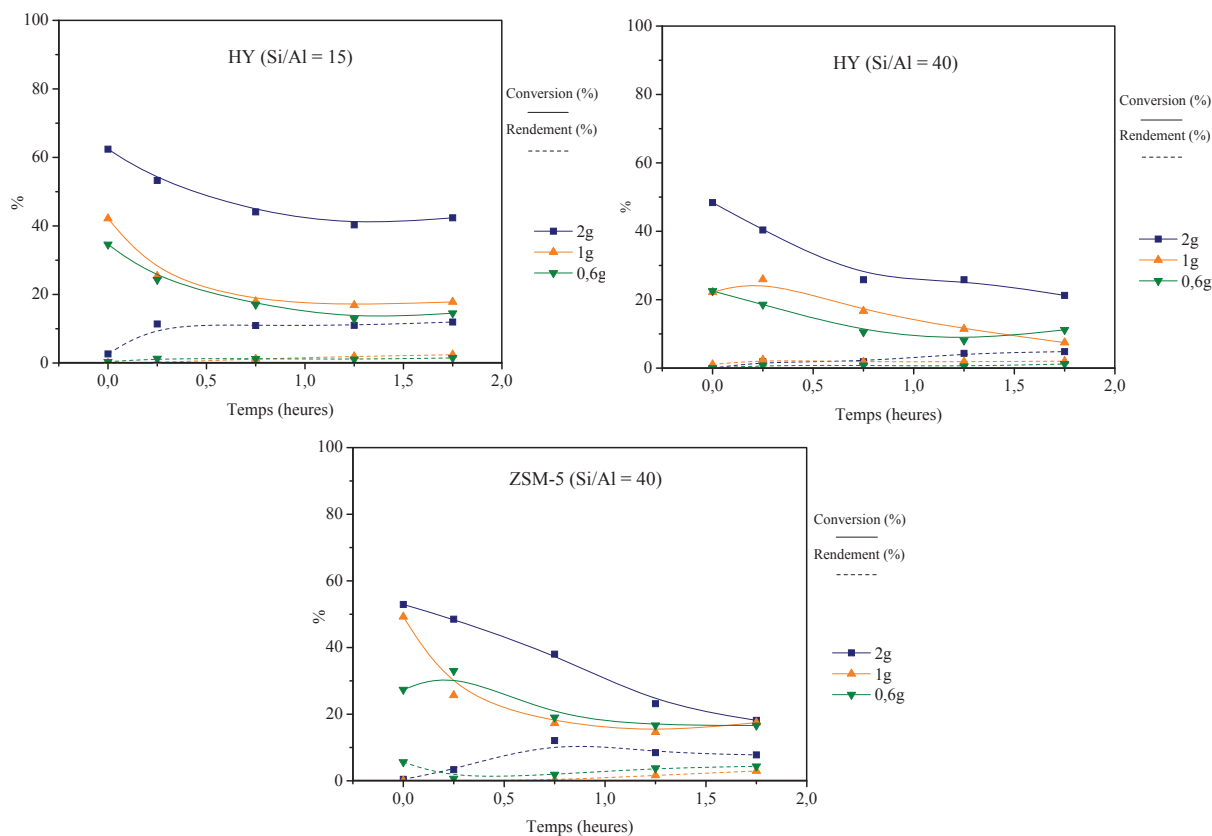 HY (Si/Al = 15)
100
80
60
40
20
0
%
0,0
0,5
1,0
1,5
2,0
Temps (heures)
Conversion (%)
Rendement (%)
2g
1g
0,6g
HY (Si/Al = 40)
100
80
60
40
20
0
%
0,0
0,5
1,0
1,5
2,0
Temps (heures)
Conversion (%)
Rendement (%)
2g
1g
0,6g
ZSM-5 (Si/Al = 40)
100
80
60
40
20
0
%
0,0
0,5
1,0
1,5
2,0
Temps (heures)
Conversion (%)
Rendement (%)
2g
1g
0,6g